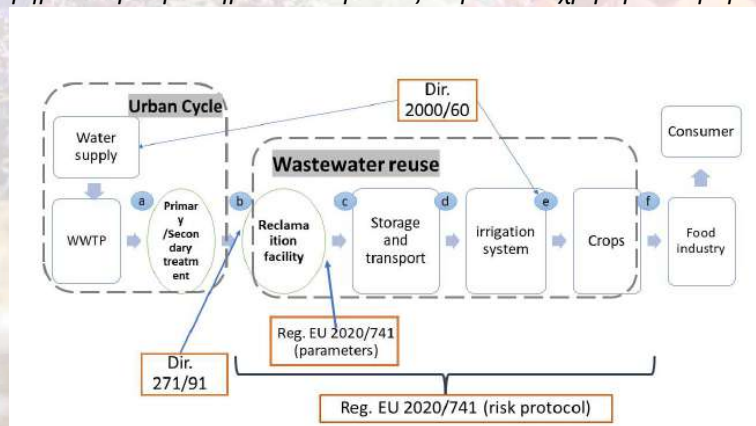 Dir.
2000/60
Urban Cycle
Water
supply
Consumer
Wastewater reuse
a
b
c
d
e
f
WWTP
Primar
y
/Secon
dary
treatm
ent
Reclama
ition
facility
Storage
and
transport
irrigation
system
Crops
Food
industry
Reg. EU 2020/741
(parameters)
Dir.
271/91
Reg. EU 2020/741 (risk protocol)